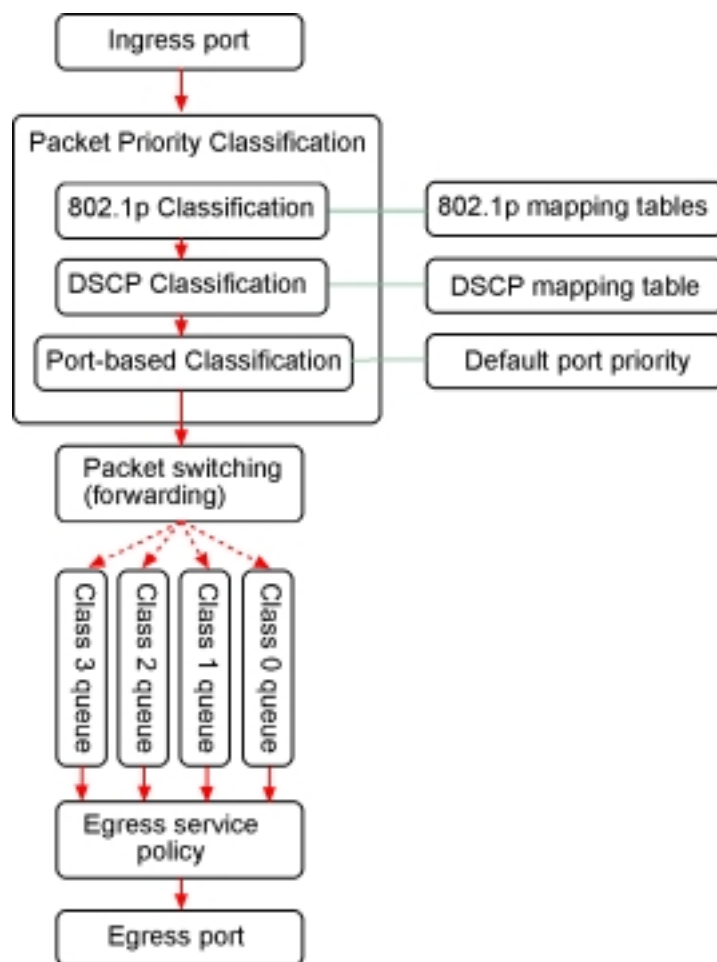 Ingress port
Packet Priority Classification
802.1p Classification
802.1p mapping tables
DSCP Classification
DSCP mapping table
Port-based Classification
Default port priority
Packet switching
(forwarding)
Class 3 queue
Class 2 queue
Class 1 queue
Class 0 queue
Egress service
policy
Egress port